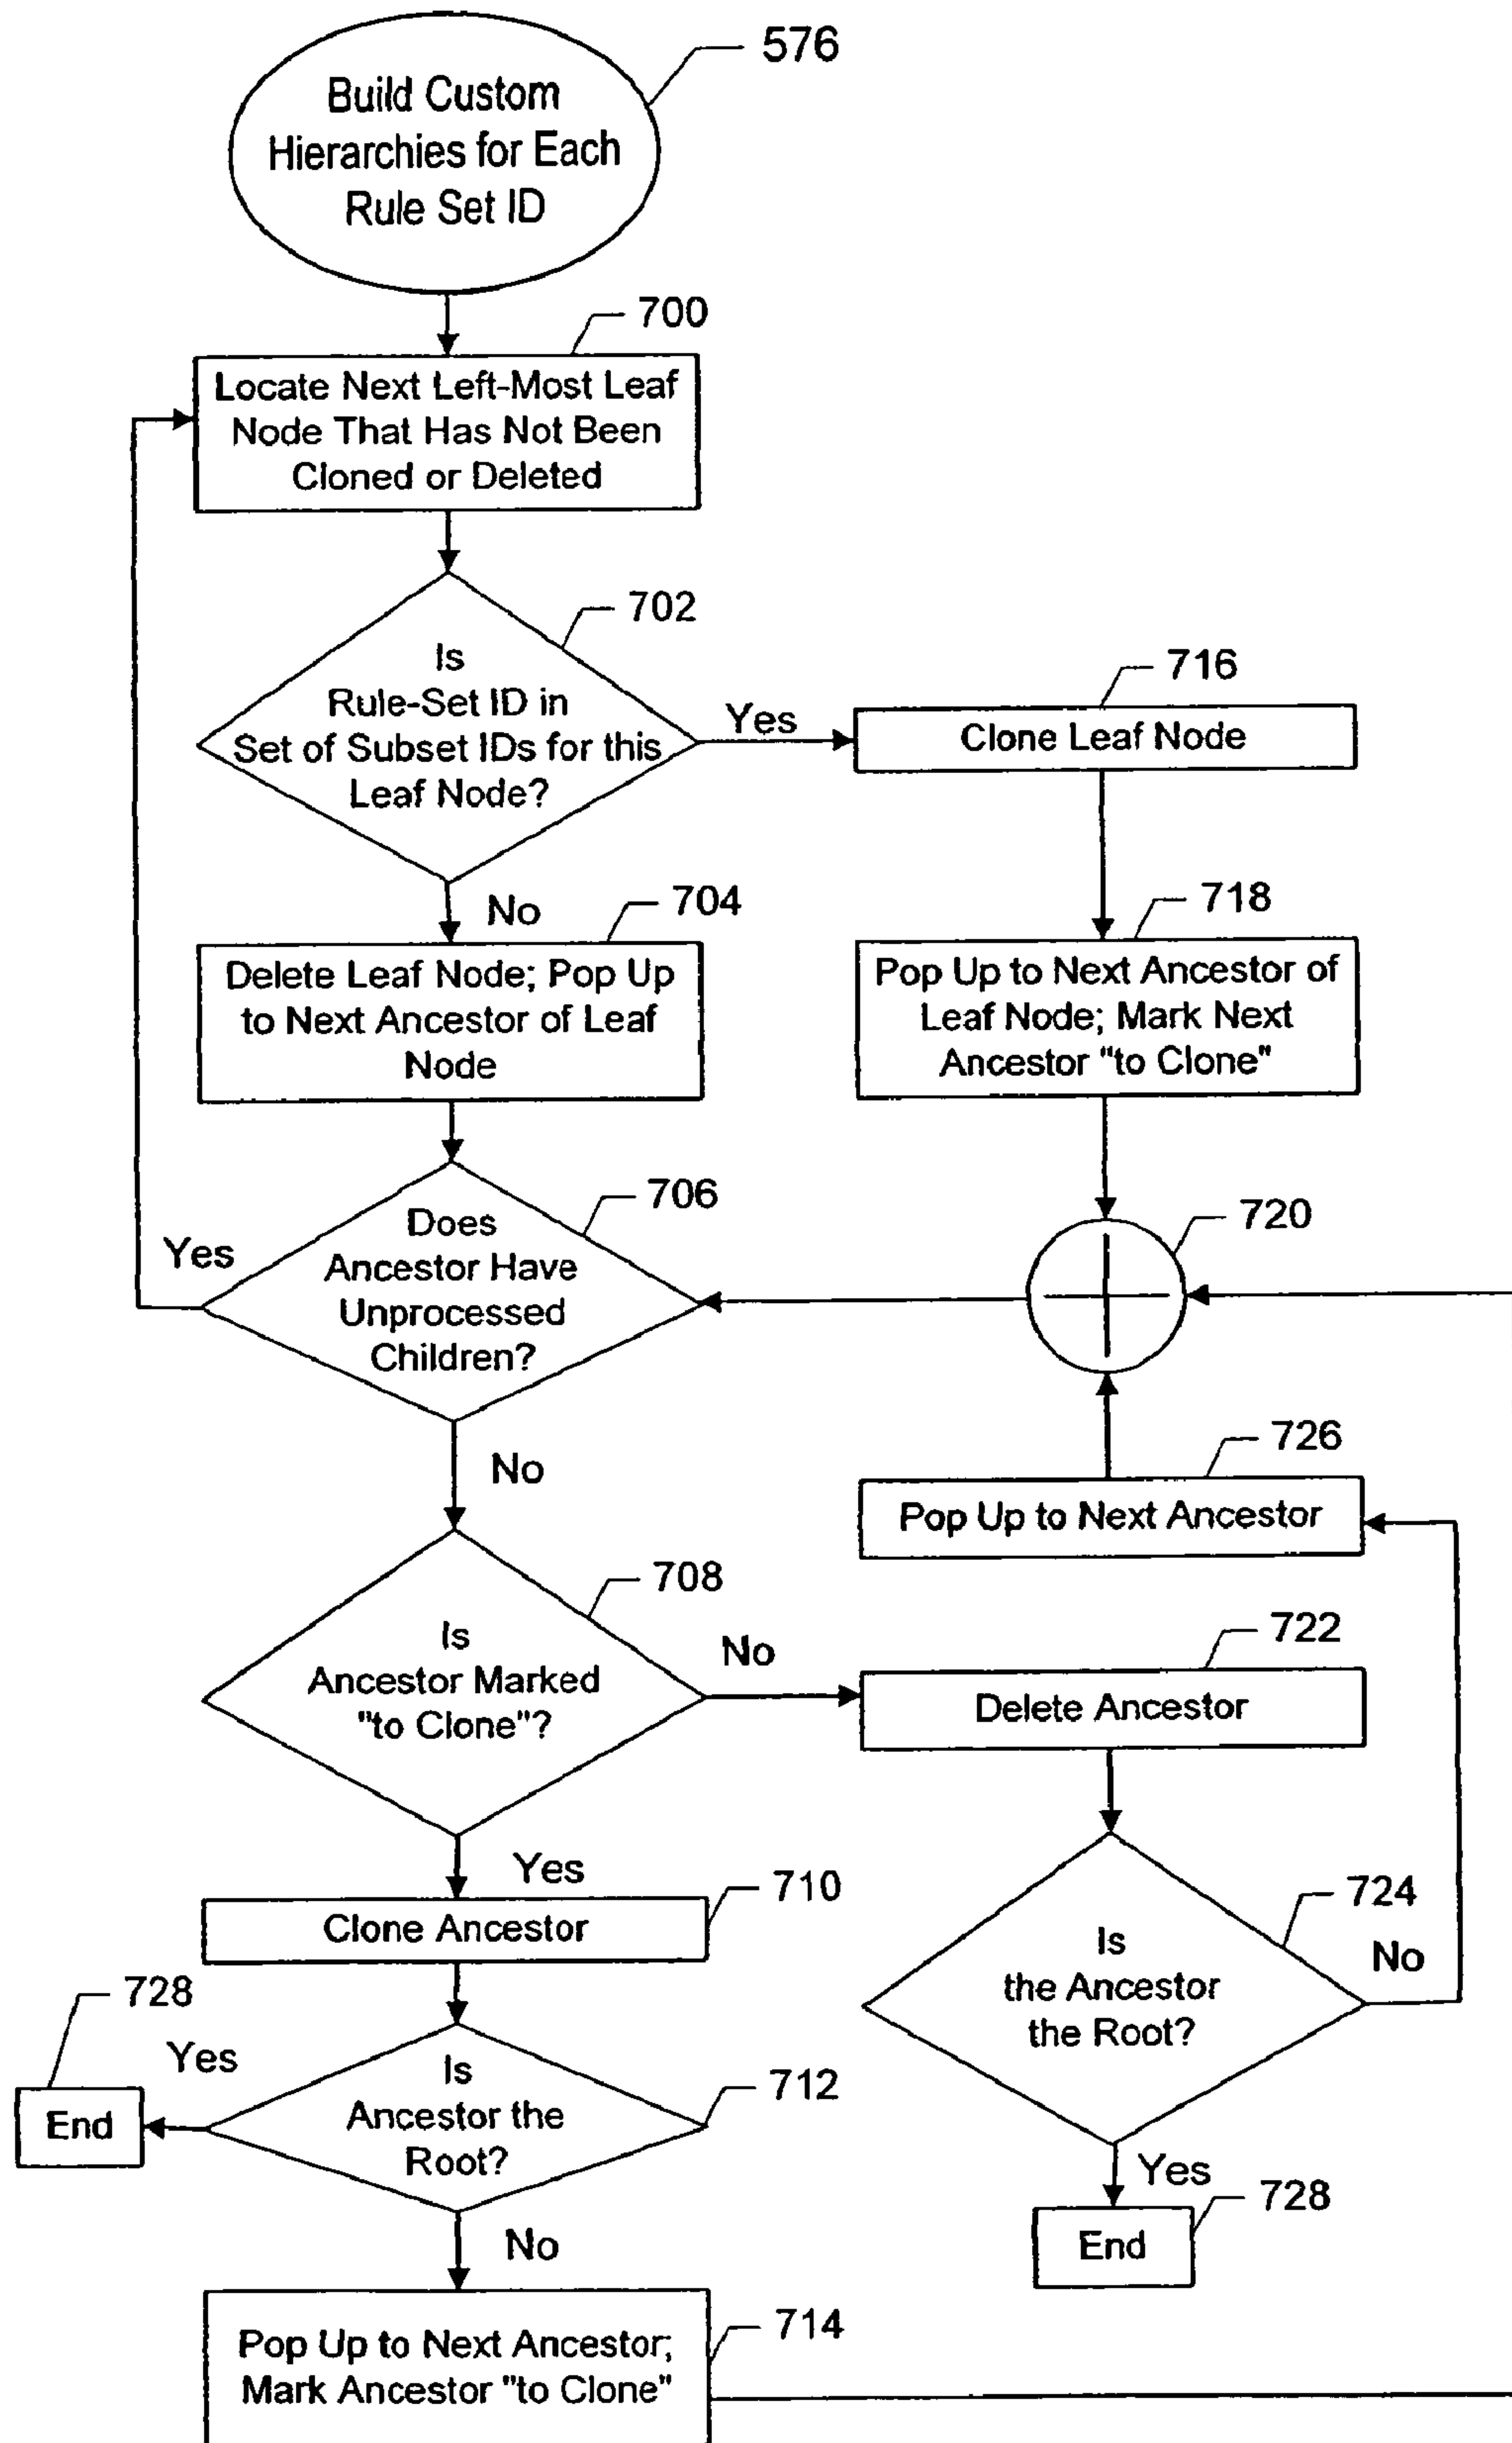 576
Build Custom
Hierarchies for Each
Rule Set ID
700
Locate Next Left-Most Leaf
Node That Has Not Been
Cloned or Deleted
702
Is
Rule-Set ID in
Set of Subset IDs for this
Leaf Node?
Yes
716
Clone Leaf Node
No
704
Delete Leaf Node; Pop Up
to Next Ancestor of Leaf
Node
718
Pop Up to Next Ancestor of
Leaf Node; Mark Next
Ancestor "to Clone"
706
Does
Ancestor Have
Unprocessed
Children?
Yes
720
No
726
Pop Up to Next Ancestor
708
Is
Ancestor Marked
"to Clone"?
No
722
Delete Ancestor
Yes
710
Clone Ancestor
724
Is
the Ancestor
the Root?
No
728
Yes
End
Is
Ancestor the
Root?
712
Yes
728
End
No
714
Pop Up to Next Ancestor;
Mark Ancestor "to Clone"